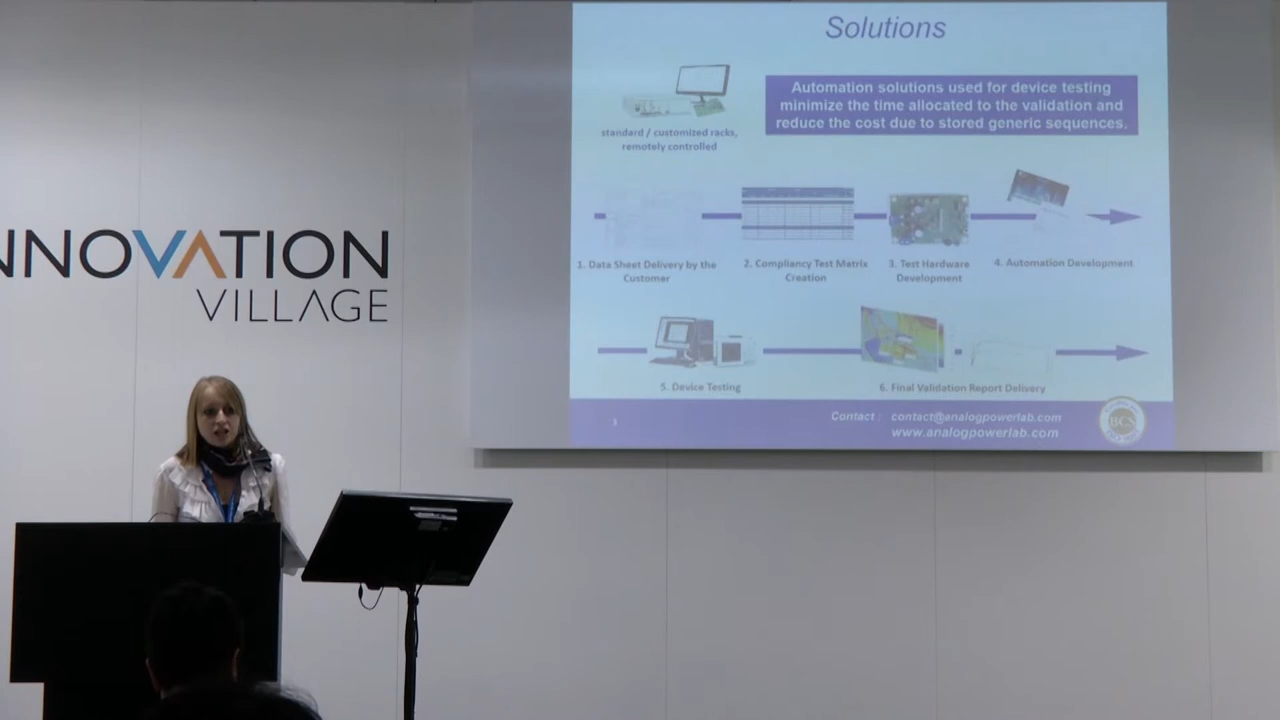 Solutions
Automation solutions used for device testing
minimize the time allocated to the validation and
reduce the cost due to stored generic sequences.
standard / customized racks,
remotely controlled
NNOVATION
VILLAGE
1. Data Sheet Delivery by the
Customer
2. Compliancy Test Matrix
Creation
3. Test Hardware
Development
4. Automation Development
5. Device Testing
6. Final Validation Report Delivery
Contact : contact@analogpowerlab.com
www.analogpowerlab.com
BCS